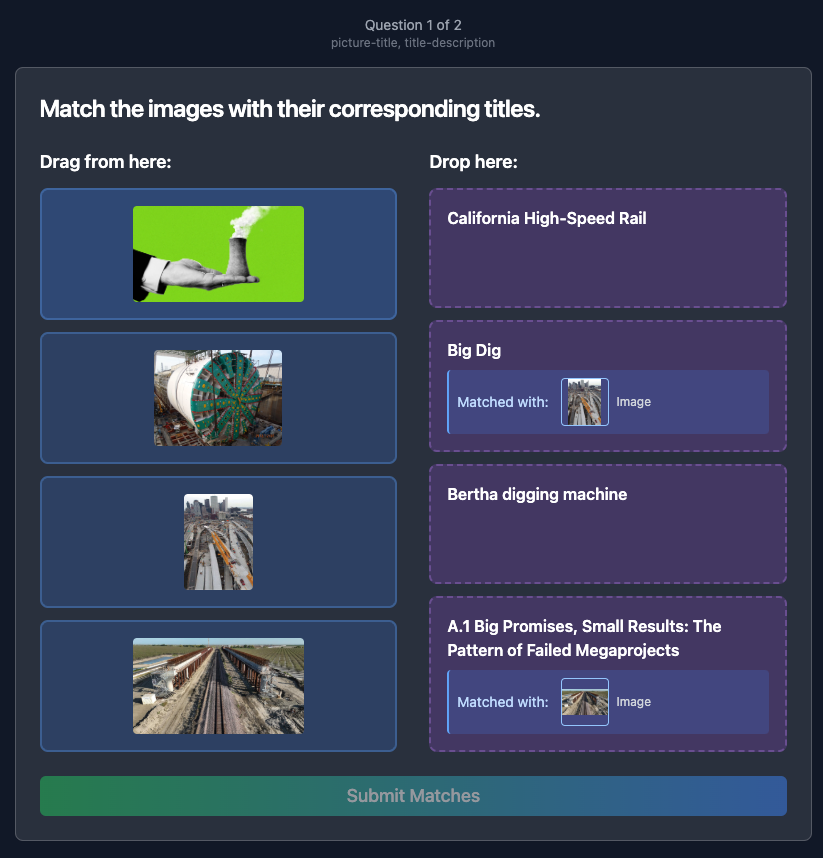 Question 1 of 2
picture-title, title-description
Match the images with their corresponding titles.
Drag from here:
Drop here:
California High-Speed Rail
Big Dig
Matched with:
Image
Bertha digging machine
A.1 Big Promises, Small Results: The
Pattern of Failed Megaprojects
Matched with:
Image
Submit Matches